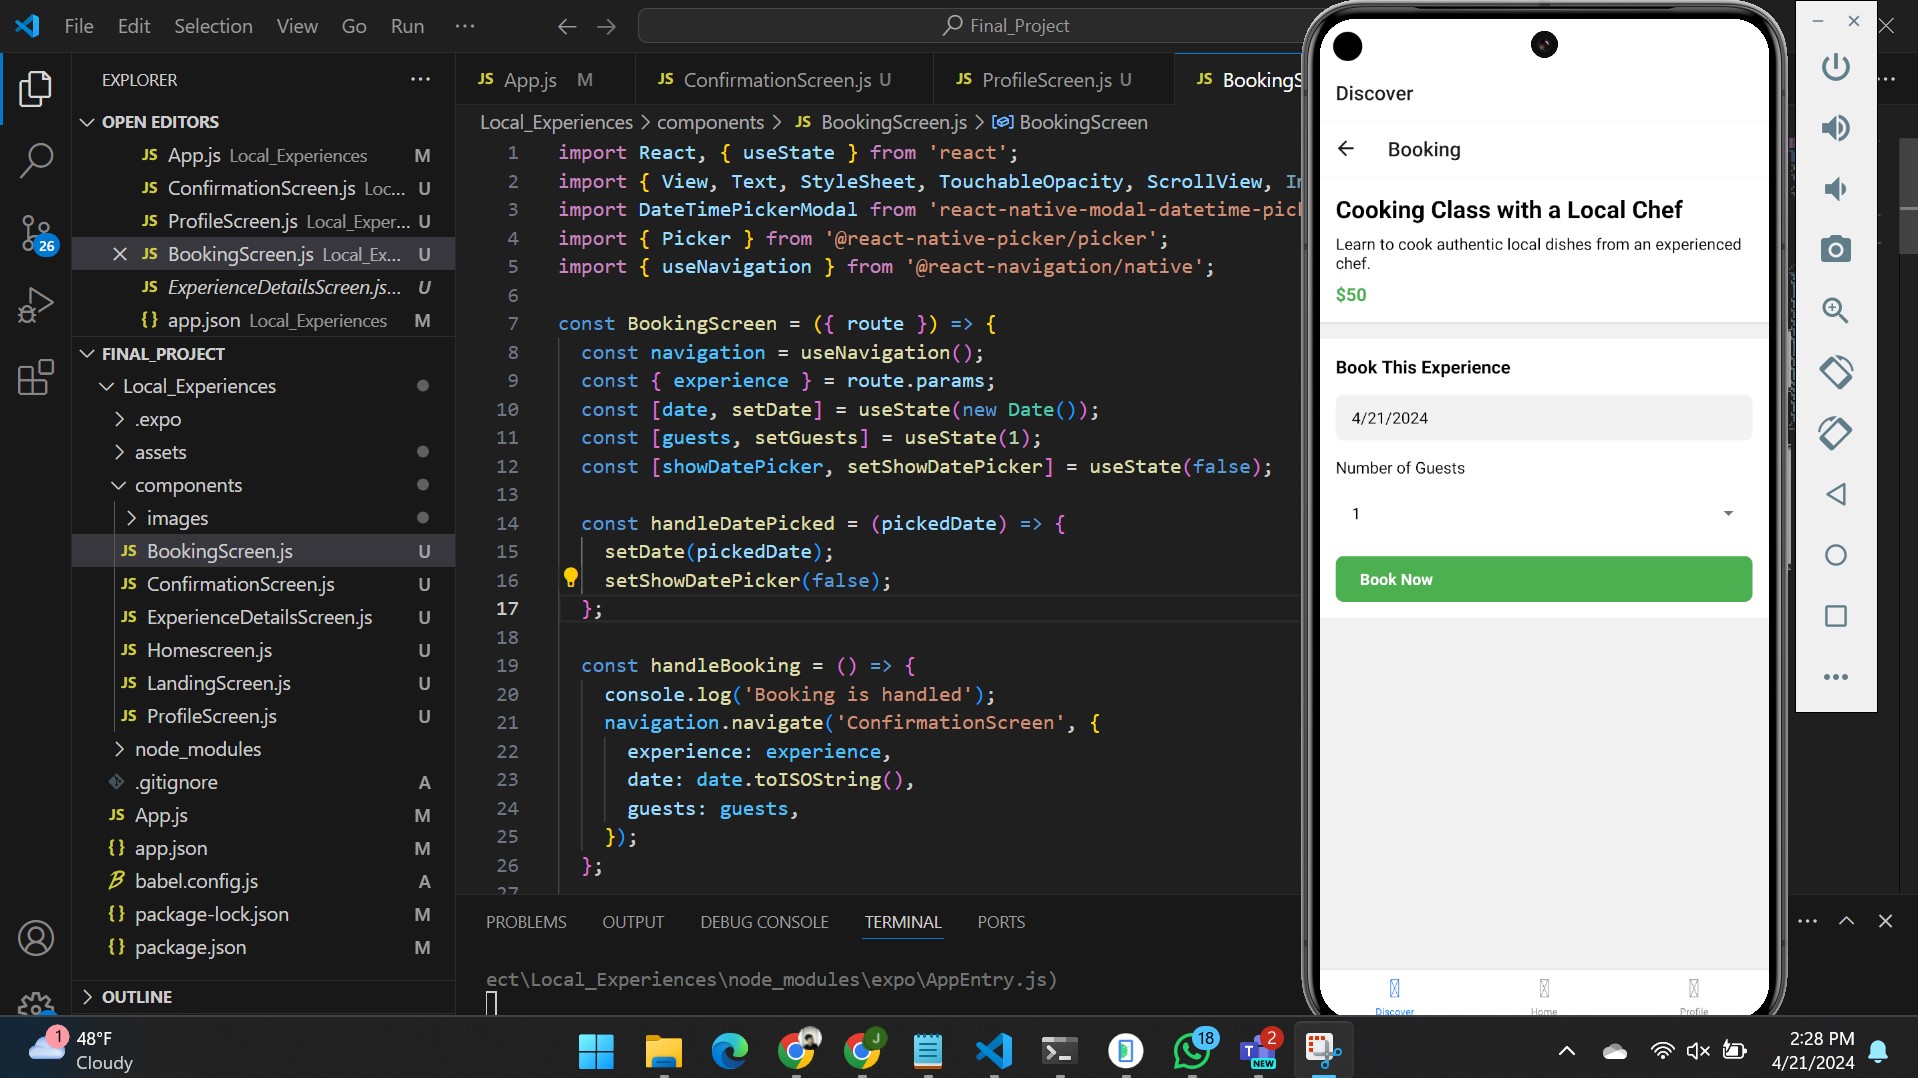 File Edit Selection View Go Run ··· Final_Project
EXPLORER
OPEN EDITORS
JS App.js Local_Experiences M
JS ConfirmationScreen.js Loc... U
JS ProfileScreen.js Local_Exper... U
JS BookingScreen.js Local_Ex... U
JS ExperienceDetailsScreen.js... U
{} app.json Local_Experiences M
FINAL_PROJECT
Local_Experiences
.expo
assets
components
images
JS BookingScreen.js U
JS ConfirmationScreen.js U
JS ExperienceDetailsScreen.js U
JS Homescreen.js U
JS LandingScreen.js U
JS ProfileScreen.js U
node_modules
.gitignore A
JS App.js M
{} app.json M
babel.config.js A
{} package-lock.json M
{} package.json M
OUTLINE
26
JS App.js M JS ConfirmationScreen.js U JS ProfileScreen.js U JS BookingS
Local_Experiences > components > JS BookingScreen.js > BookingScreen
1 import React, { useState } from 'react';
2 import { View, Text, StyleSheet, TouchableOpacity, ScrollView,
3 import DateTimePickerModal from 'react-native-modal-datetime-pick
4 import { Picker } from '@react-native-picker/picker';
5 import { useNavigation } from '@react-navigation/native';
6
7 const BookingScreen = ({ route }) => {
8 const navigation = useNavigation();
9 const { experience } = route.params;
10 const [date, setDate] = useState(new Date());
11 const [guests, setGuests] = useState(1);
12 const [showDatePicker, setShowDatePicker] = useState(false);
13
14 const handleDatePicked = (pickedDate) => {
15 setDate(pickedDate);
16 setShowDatePicker(false);
17 };
18
19 const handleBooking = () => {
20 console.log('Booking is handled');
21 navigation.navigate('ConfirmationScreen', {
22 experience: experience,
23 date: date.toISOString(),
24 guests: guests,
25 });
26 };
27
PROBLEMS OUTPUT DEBUG CONSOLE TERMINAL PORTS
ect\Local_Experiences\node_modules\expo\AppEntry.js)
Discover
Booking
Cooking Class with a Local Chef
Learn to cook authentic local dishes from an experienced
chef.
$50
Book This Experience
4/21/2024
Number of Guests
1
Book Now
Discover Home Profile
1 48°F
Cloudy
J
18
T 2
NEW
2:28 PM
4/21/2024